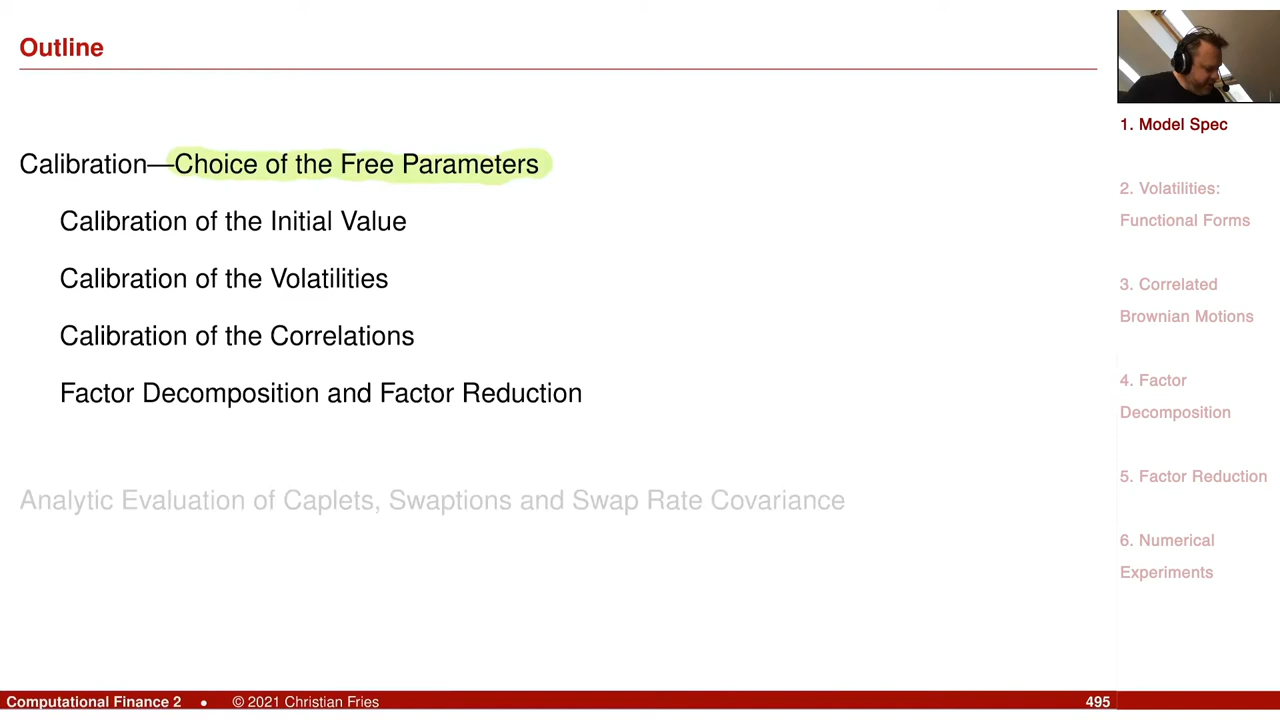 Outline
Calibration—Choice of the Free Parameters
Calibration of the Initial Value
Calibration of the Volatilities
Calibration of the Correlations
Factor Decomposition and Factor Reduction
Analytic Evaluation of Caplets, Swaptions and Swap Rate Covariance
1. Model Spec
2. Volatilities:
Functional Forms
3. Correlated
Brownian Motions
4. Factor
Decomposition
5. Factor Reduction
6. Numerical
Experiments
Computational Finance 2 • © 2021 Christian Fries 495